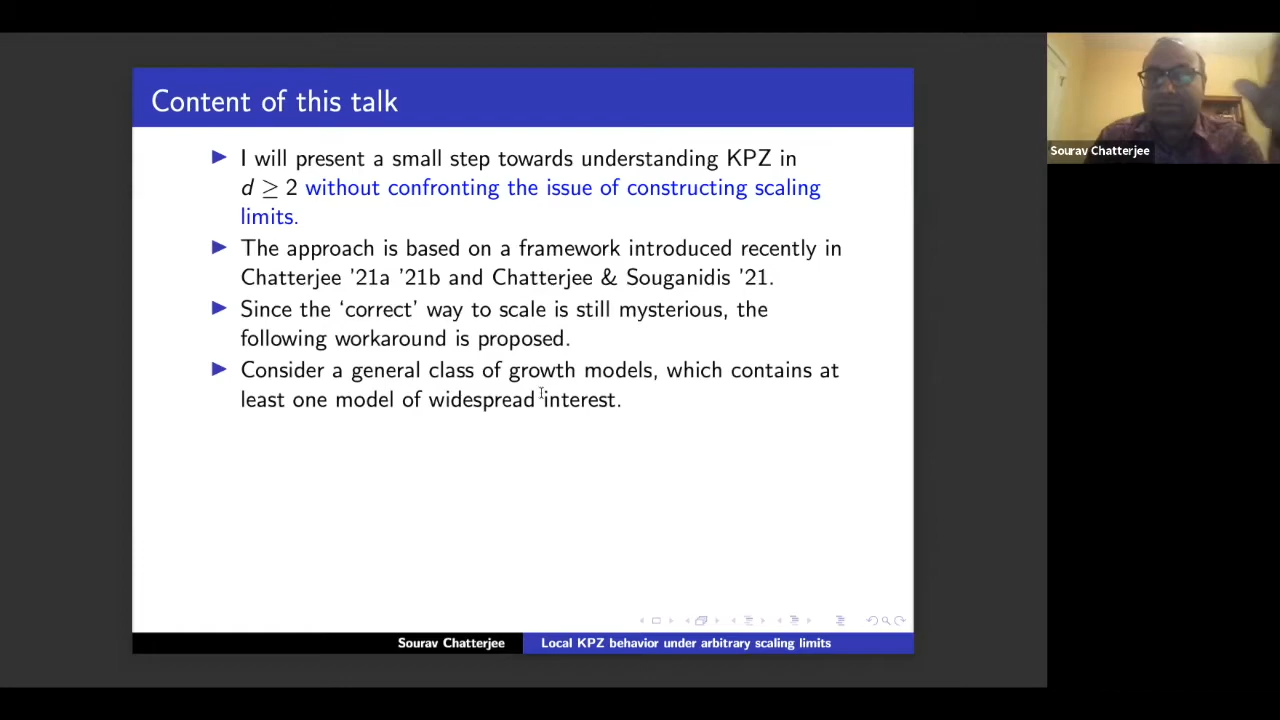 Content of this talk
I will present a small step towards understanding KPZ in
d ≥ 2 without confronting the issue of constructing scaling
limits.
The approach is based on a framework introduced recently in
Chatterjee ’21a ’21b and Chatterjee & Souganidis ’21.
Since the ‘correct’ way to scale is still mysterious, the
following workaround is proposed.
Consider a general class of growth models, which contains at
least one model of widespread interest.
Sourav Chatterjee
Local KPZ behavior under arbitrary scaling limits
Sourav Chatterjee